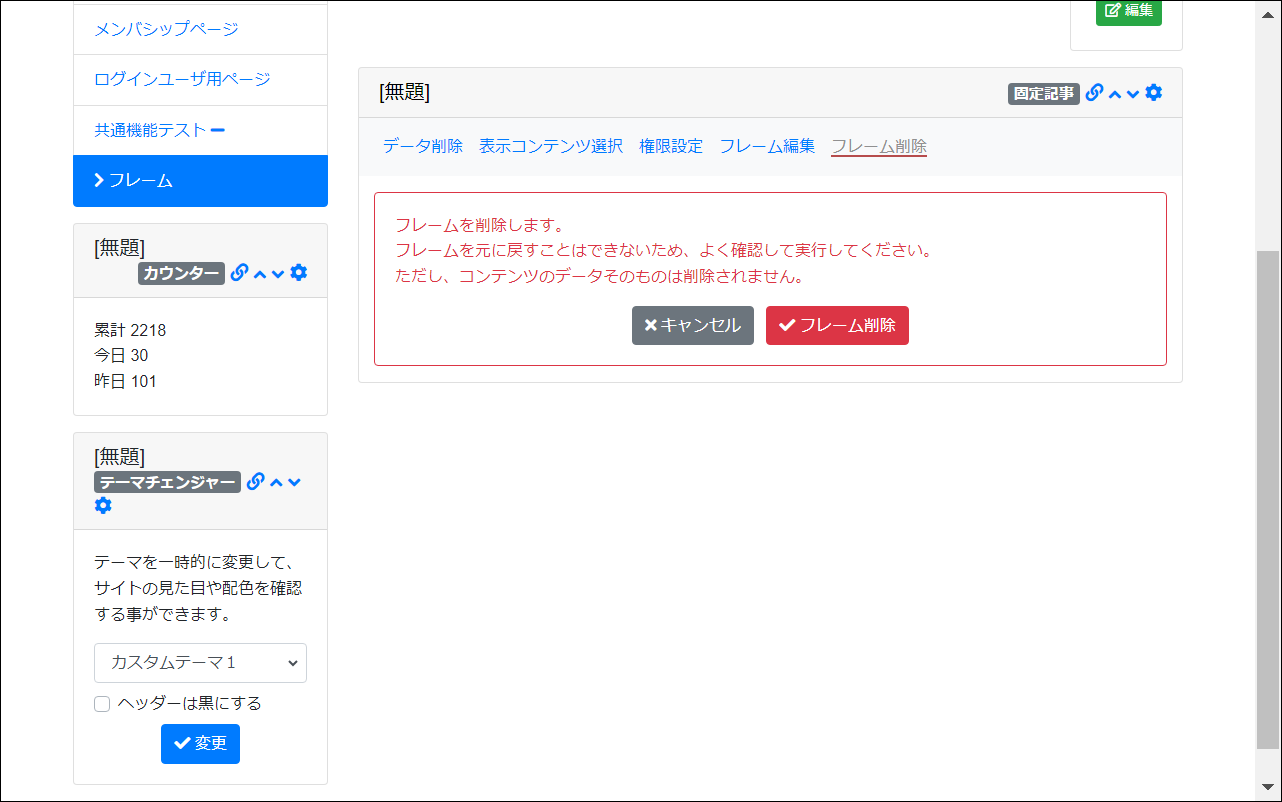 メンバシップページ
ログインユーザ用ページ
共通機能テスト
フレーム
[無題]
カウンター
累計 2218
今日 30
昨日 101
[無題]
テーマチェンジャー
テーマを一時的に変更して、
サイトの見た目や配色を確認
する事ができます。
カスタムテーマ１
ヘッダーは黒にする
変更
編集
[無題]
固定記事
データ削除 表示コンテンツ選択 権限設定 フレーム編集 フレーム削除
フレームを削除します。
フレームを元に戻すことはできないため、よく確認して実行してください。
ただし、コンテンツのデータそのものは削除されません。
キャンセル フレーム削除